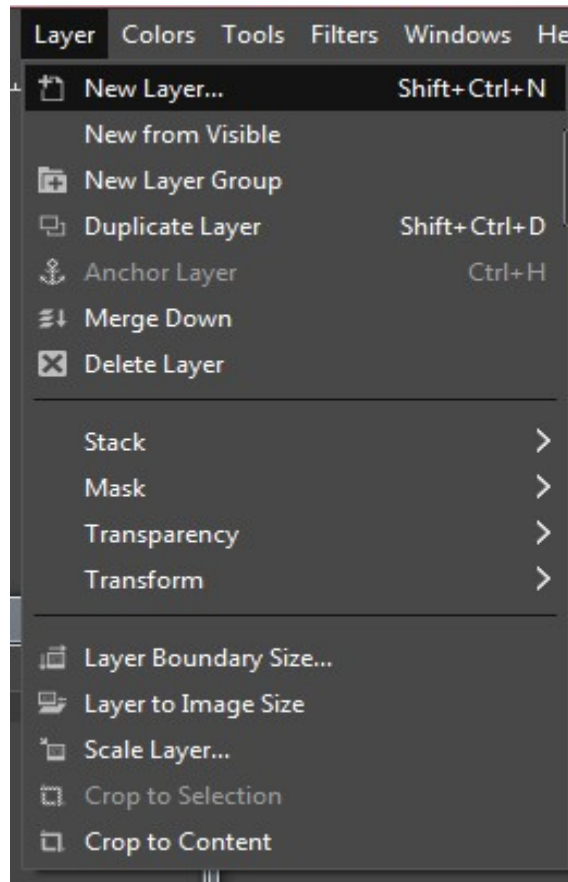 Layer Colors Tools Filters Windows He
New Layer... Shift+Ctrl+N
New from Visible
New Layer Group
Duplicate Layer Shift+Ctrl+D
Anchor Layer Ctrl+H
Merge Down
Delete Layer
Stack
Mask
Transparency
Transform
Layer Boundary Size...
Layer to Image Size
Scale Layer...
Crop to Selection
Crop to Content